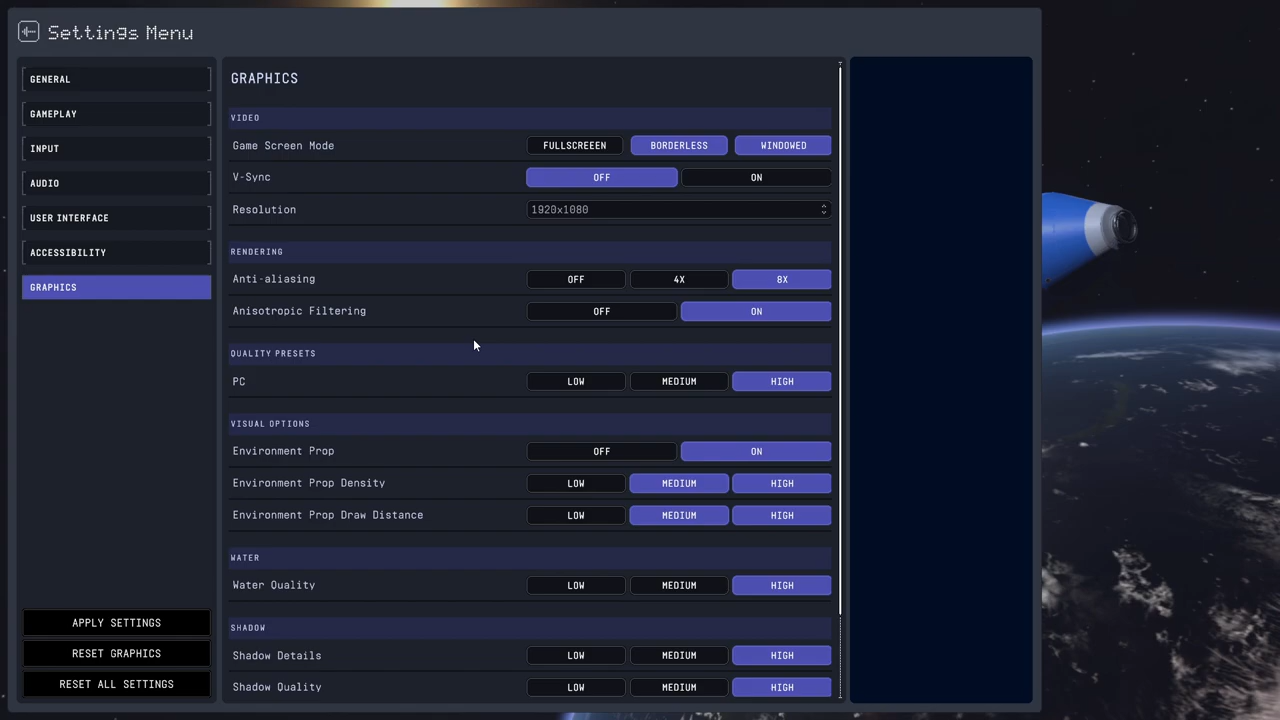 Settings Menu
GENERAL
GAMEPLAY
INPUT
AUDIO
USER INTERFACE
ACCESSIBILITY
GRAPHICS
APPLY SETTINGS
RESET GRAPHICS
RESET ALL SETTINGS
GRAPHICS
VIDEO
Game Screen Mode FULLSCREEEN BORDERLESS WINDOWED
V-Sync OFF ON
Resolution 1920x1080
RENDERING
Anti-aliasing OFF 4X 8X
Anisotropic Filtering OFF ON
QUALITY PRESETS
PC LOW MEDIUM HIGH
VISUAL OPTIONS
Environment Prop OFF ON
Environment Prop Density LOW MEDIUM HIGH
Environment Prop Draw Distance LOW MEDIUM HIGH
WATER
Water Quality LOW MEDIUM HIGH
SHADOW
Shadow Details LOW MEDIUM HIGH
Shadow Quality LOW MEDIUM HIGH